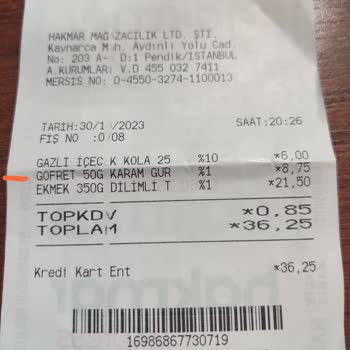 HAKMAR MAĞAZACILIK LTD. ŞTİ.
Kaynarca M h. Aydınlı Yolu Cad.
No: 203 A- D:1 Pendik/İSTANBUL
A.KURUMLARI V.D 455 032 7411
MERSIS NO: 0-4550-3274-1100013
TARİH:30/1 /2023 SAAT:20:26
FİŞ NO :0/08
GAZLI İÇEC K KOLA 25 %10 *6,00
GOFRET 50G KARAM GUR %1 *8,75
EKMEK 350G DİLİMLİ T %1 *21,50
TOPKDV *0,85
TOPLAM *36,25
Kredi Kart Ent *36,25
hakmar
16986867730719